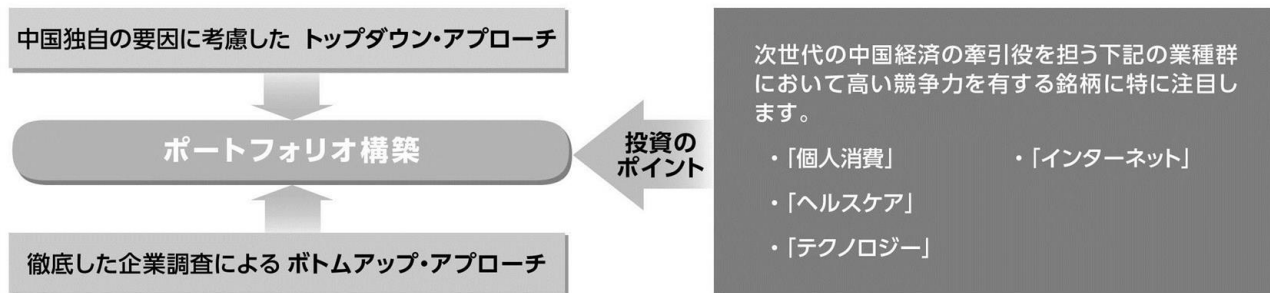 中国独自の要因に考慮した トップダウン・アプローチ
ポートフォリオ構築
徹底した企業調査による ボトムアップ・アプローチ
投資の
ポイント
次世代の中国経済の牽引役を担う下記の業種群
において高い競争力を有する銘柄に特に注目し
ます。
・「個人消費」
・「インターネット」
・「ヘルスケア」
・「テクノロジー」